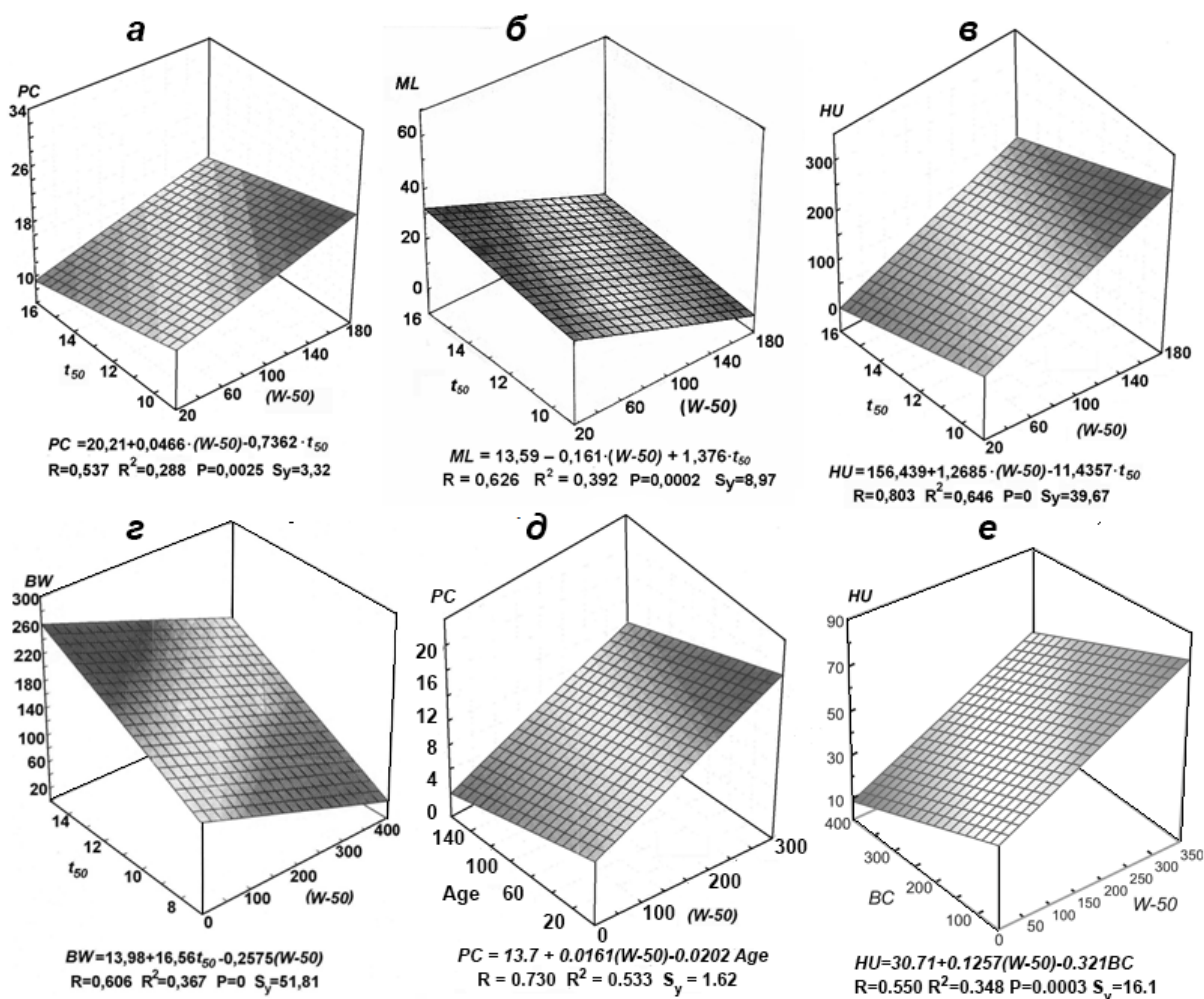 а
б
в
PC
34
26
18
10
16
14
12
10
t50
20
60
100
140
180
(W-50)
PC =20,21+0,0466·(W-50)-0,7362·t50
R=0,537 R2=0,288 P=0,0025 Sy=3,32
ML
60
40
20
0
16
14
12
10
t50
20
60
100
140
180
(W-50)
ML = 13,59 – 0,161·(W-50) + 1,376·t50
R = 0,626 R2 = 0,392 P=0,0002 Sy=8,97
HU
300
200
100
0
16
14
12
10
t50
20
60
100
140
180
(W-50)
HU=156,439+1,2685·(W-50)-11,4357·t50
R=0,803 R2=0,646 P=0 Sy=39,67
г
д
е
BW
300
260
220
180
140
100
60
20
14
12
10
8
t50
0
100
200
300
400
(W-50)
BW=13,98+16,56t50-0,2575(W-50)
R=0,606 R2=0,367 P=0 Sy=51,81
PC
20
16
12
8
4
0
140
100
60
20
Age
0
100
200
300
(W-50)
PC = 13.7 + 0.0161(W-50)-0.0202 Age
R = 0.730 R2 = 0.533 Sy = 1.62
HU
90
70
50
30
10
400
300
200
100
BC
0
50
100
150
200
250
300
350
W-50
HU=30.71+0.1257(W-50)-0.321BC
R=0.550 R2=0.348 P=0.0003 Sy=16.1